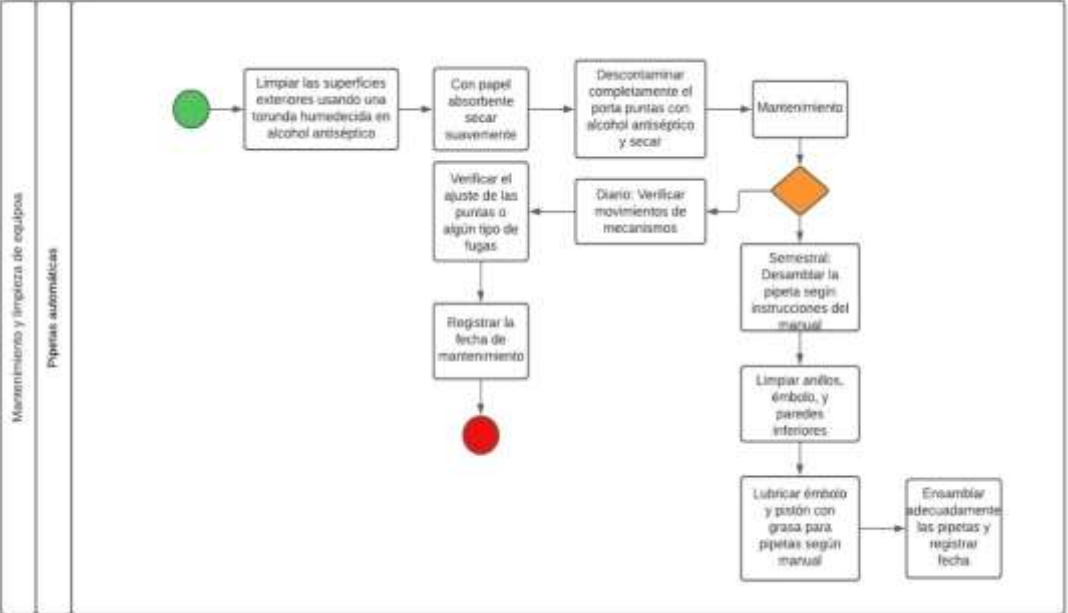 Mantenimiento y limpieza de equipoa
Pipetas automáticas
Limpiar las superficies
exteriores usando una
torunda humedecida en
alcohol antiséptico
Con papel
absorbente
secar
suavemente
Descontaminar
completamente el
porta puntas con
alcohol antiséptico
y secar
Mantenimiento
Diario: Verificar
movimientos de
mecanismos
Verificar el
ajuste de las
puntas o
algún tipo de
fugas
Registrar la
fecha de
mantenimiento
Semestral:
Desamblar la
pipeta segín
instrucciones del
manual
Limpiar anillos,
émbolo, y
paredes
inferiores
Lubricar émbolo
y pistón con
grasa para
pipetas según
manual
Ensamblar
adecuadamente
las pipetas y
registrar
fecha